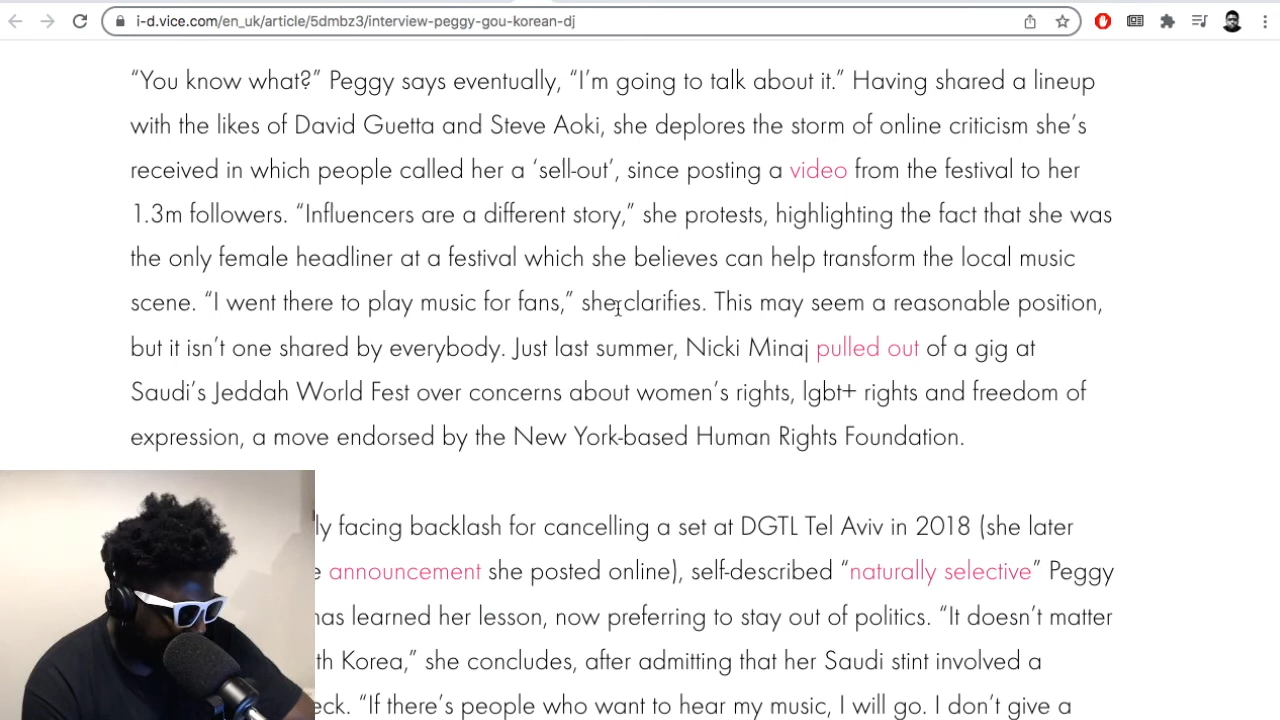 i-d.vice.com/en_uk/article/5dmbz3/interview-peggy-gou-korean-dj
“You know what?” Peggy says eventually, “I’m going to talk about it.” Having shared a lineup
with the likes of David Guetta and Steve Aoki, she deplores the storm of online criticism she’s
received in which people called her a ‘sell-out’, since posting a video from the festival to her
1.3m followers. “Influencers are a different story,” she protests, highlighting the fact that she was
the only female headliner at a festival which she believes can help transform the local music
scene. “I went there to play music for fans,” she clarifies. This may seem a reasonable position,
but it isn’t one shared by everybody. Just last summer, Nicki Minaj pulled out of a gig at
Saudi’s Jeddah World Fest over concerns about women’s rights, lgbt+ rights and freedom of
expression, a move endorsed by the New York-based Human Rights Foundation.
ly facing backlash for cancelling a set at DGTL Tel Aviv in 2018 (she later
e announcement she posted online), self-described “naturally selective” Peggy
has learned her lesson, now preferring to stay out of politics. “It doesn’t matter
th Korea,” she concludes, after admitting that her Saudi stint involved a
eck. “If there’s people who want to hear my music, I will go. I don’t give a